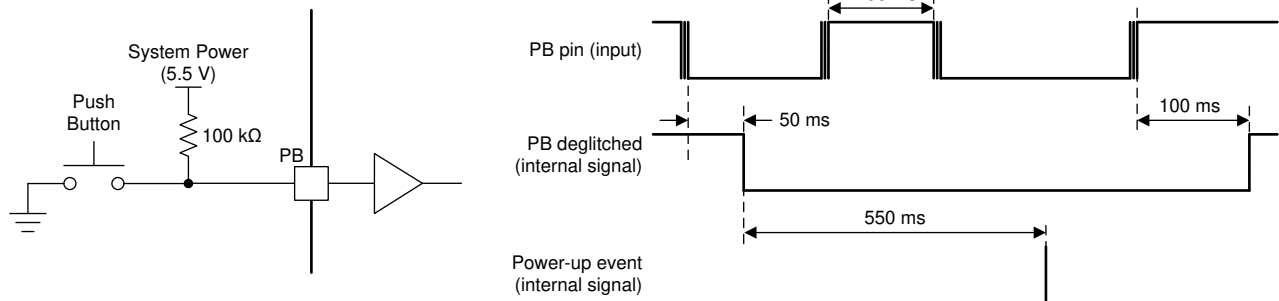 System Power
(5.5 V)
Push
Button
100 kΩ
PB
PB pin (input)
PB deglitched
(internal signal)
50 ms
100 ms
550 ms
Power-up event
(internal signal)